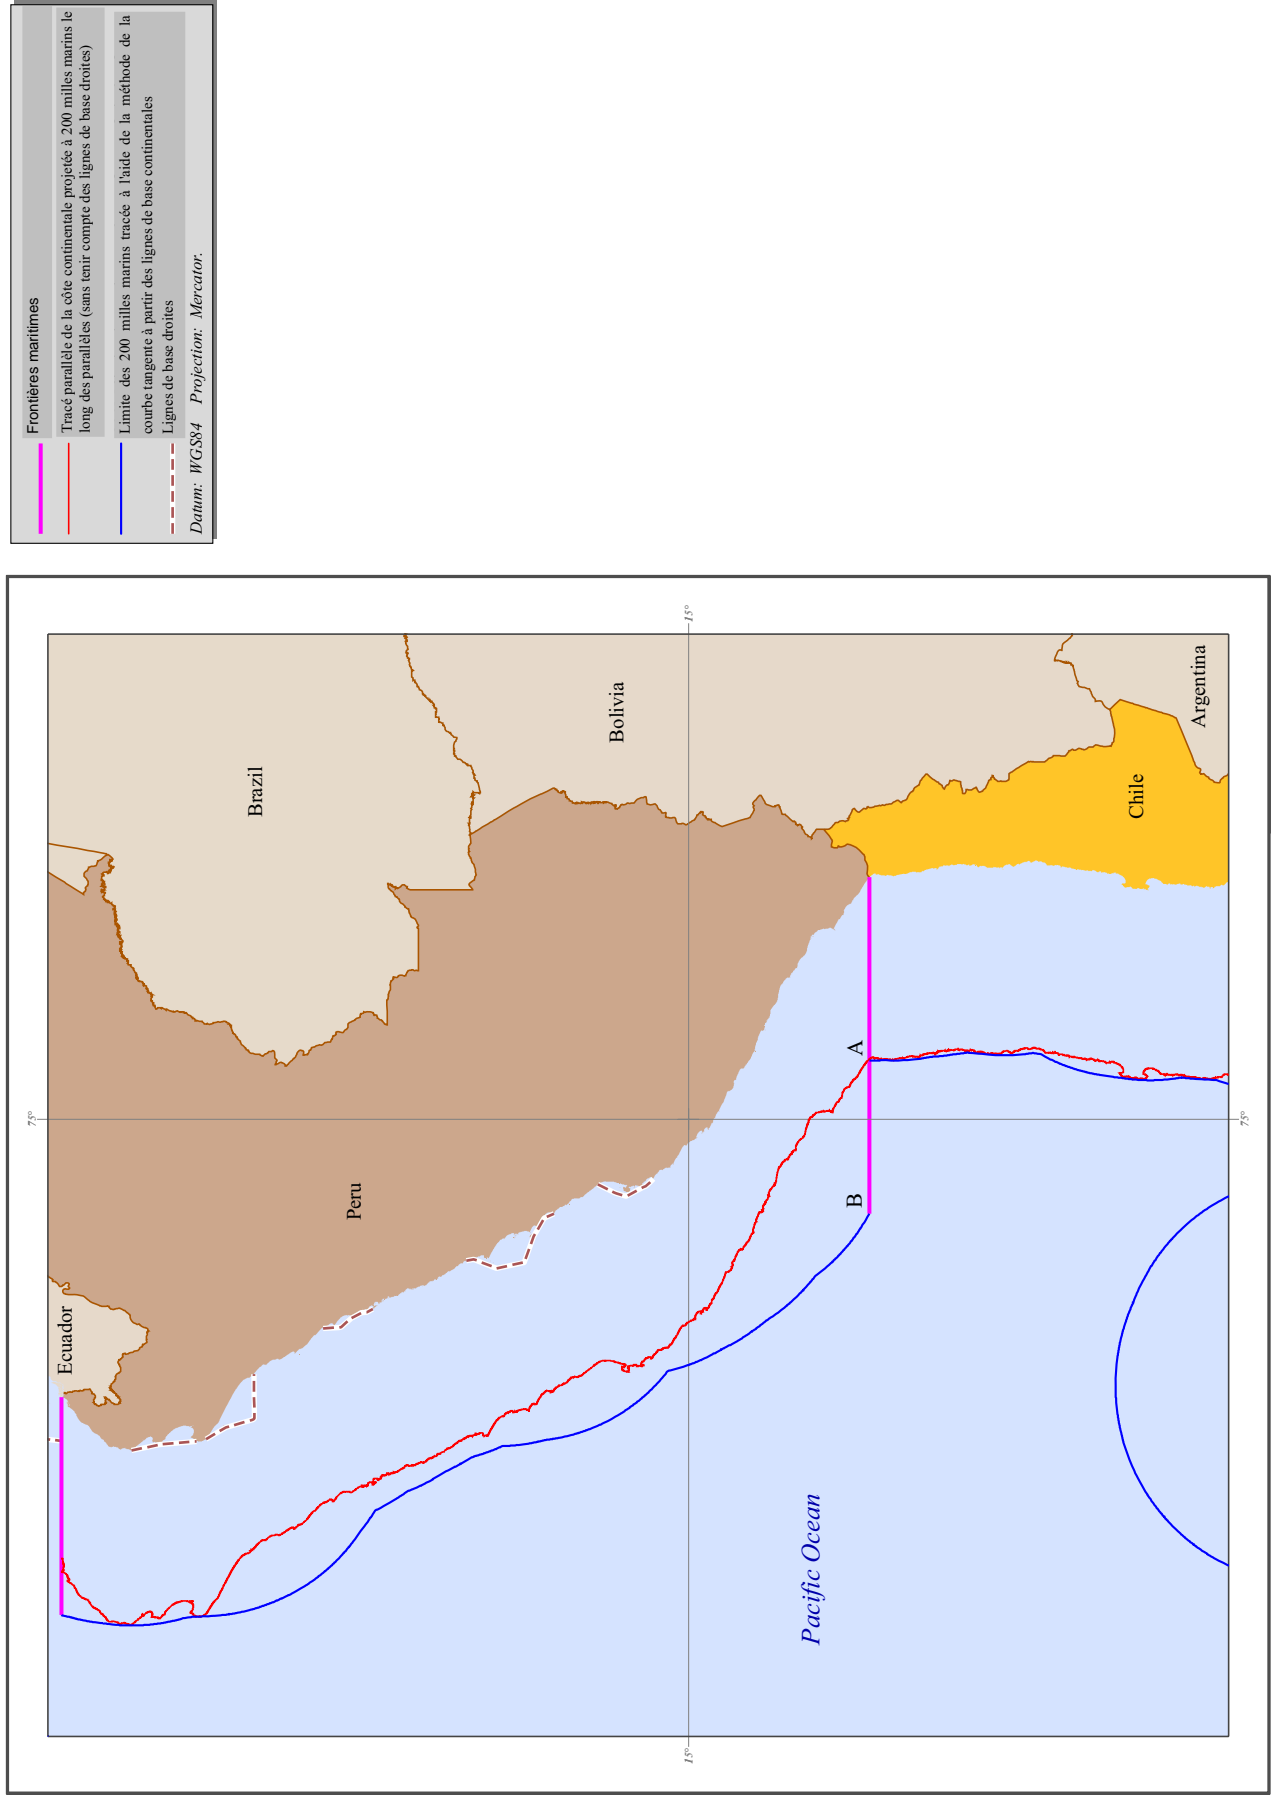 Frontières maritimes
Tracé parallèle de la côte continentale projetée à 200 milles marins le
long des parallèles (sans tenir compte des lignes de base droites)
Limite des 200 milles marins tracée à l'aide de la méthode de la
courbe tangente à partir des lignes de base continentales
Lignes de base droites
Datum: WGS84 Projection: Mercator.
75°
Ecuador
Peru
Brazil
Bolivia
15°
15°
Pacific Ocean
B
A
Chile
Argentina
75°